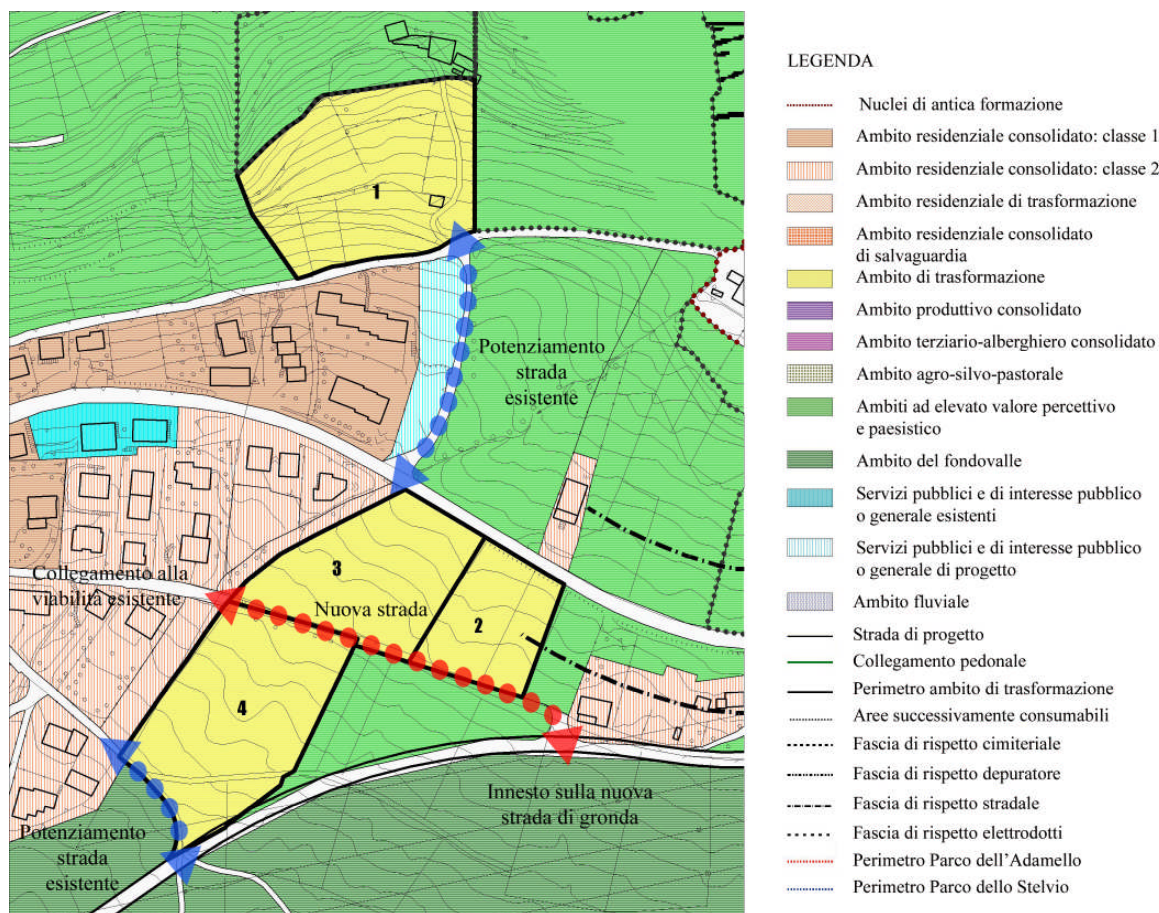 1
Potenziamento
strada
esistente
Collegamento alla
viabilità esistente
3
Nuova strada
2
4
Innesto sulla nuova
strada di gronda
Potenziamento
strada
esistente
LEGENDA
Nuclei di antica formazione
Ambito residenziale consolidato: classe 1
Ambito residenziale consolidato: classe 2
Ambito residenziale di trasformazione
Ambito residenziale consolidato
di salvaguardia
Ambito di trasformazione
Ambito produttivo consolidato
Ambito terziario-alberghiero consolidato
Ambito agro-silvo-pastorale
Ambiti ad elevato valore percettivo
e paesistico
Ambito del fondovalle
Servizi pubblici e di interesse pubblico
o generale esistenti
Servizi pubblici e di interesse pubblico
o generale di progetto
Ambito fluviale
Strada di progetto
Collegamento pedonale
Perimetro ambito di trasformazione
Aree successivamente consumabili
Fascia di rispetto cimiteriale
Fascia di rispetto depuratore
Fascia di rispetto stradale
Fascia di rispetto elettrodotti
Perimetro Parco dell'Adamello
Perimetro Parco dello Stelvio